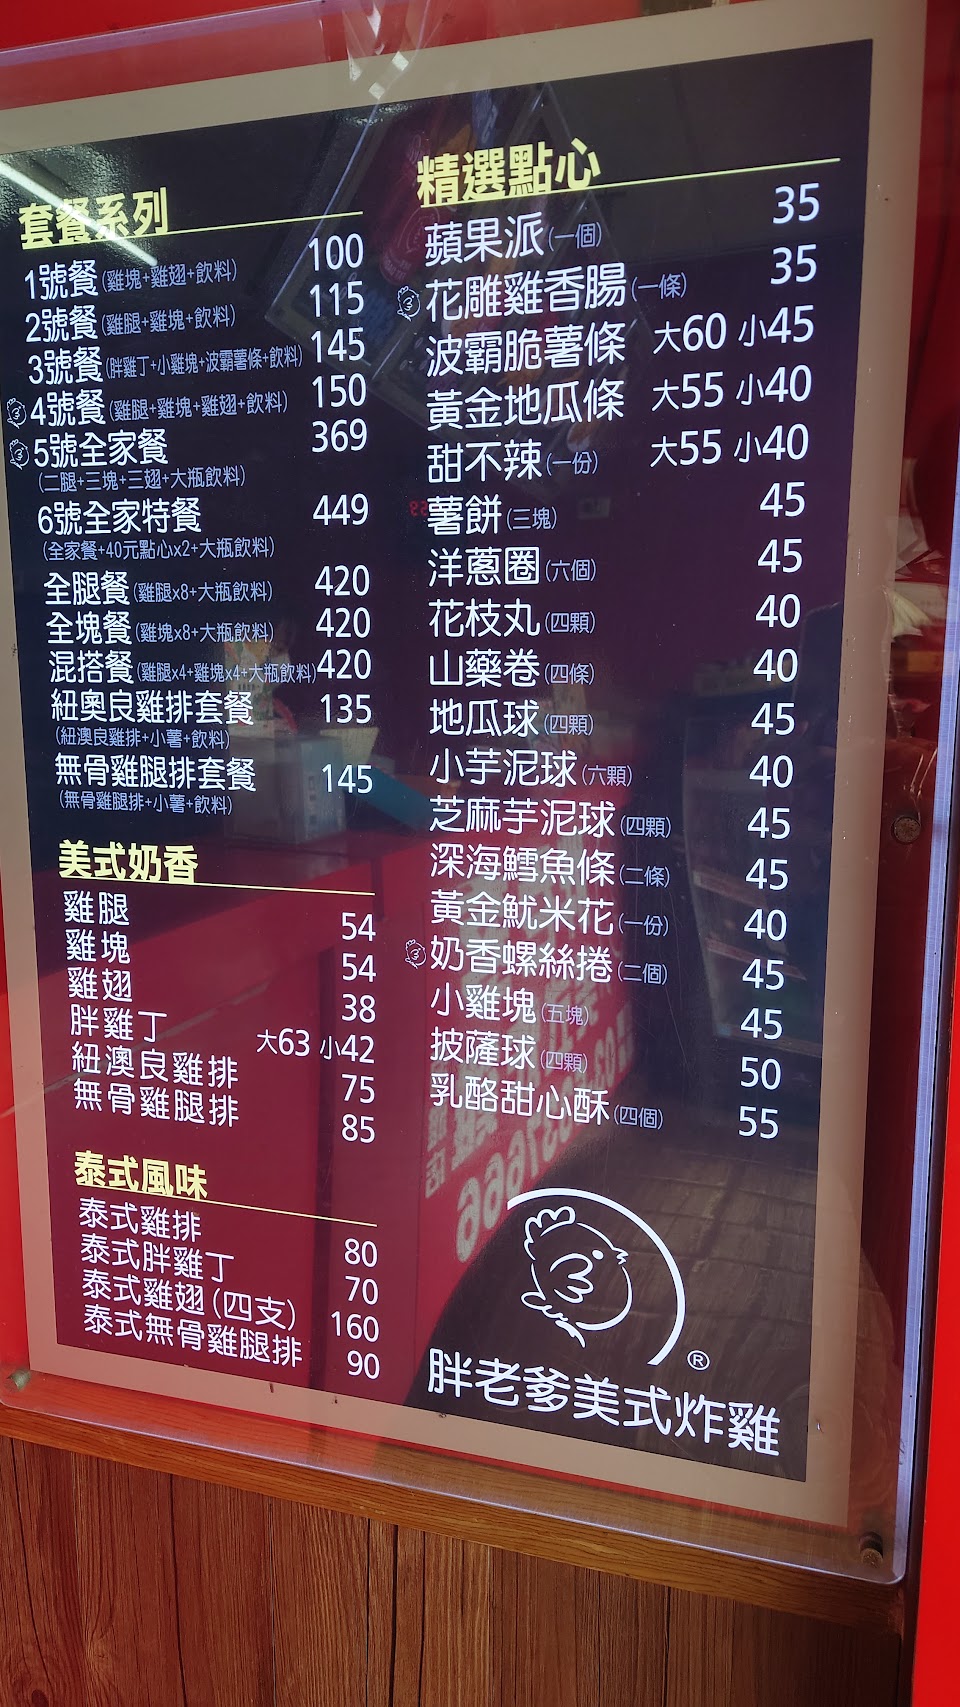 套餐系列
1號餐(雞塊+雞翅+飲料) 100
2號餐(雞腿+雞塊+飲料) 115
3號餐(胖雞丁+小雞塊+波霸薯條+飲料) 145
4號餐(雞腿+雞塊+雞翅+飲料) 150
5號全家餐 369
(二腿+三塊+三翅+大瓶飲料)
6號全家特餐 449
(全家餐+40元點心x2+大瓶飲料)
全腿餐(雞腿x8+大瓶飲料) 420
全塊餐(雞塊x8+大瓶飲料) 420
混搭餐(雞腿x4+雞塊x4+大瓶飲料) 420
紐奧良雞排套餐 135
(紐澳良雞排+小薯+飲料)
無骨雞腿排套餐 145
(無骨雞腿排+小薯+飲料)
美式奶香
雞腿 54
雞塊 54
雞翅 38
胖雞丁 大63 小42
紐澳良雞排 75
無骨雞腿排 85
泰式風味
泰式雞排 80
泰式胖雞丁 70
泰式雞翅(四支) 160
泰式無骨雞腿排 90
精選點心
蘋果派(一個) 35
花雕雞香腸(一條) 35
波霸脆薯條 大60 小45
黃金地瓜條 大55 小40
甜不辣(一份) 大55 小40
薯餅(三塊) 45
洋蔥圈(六個) 45
花枝丸(四顆) 40
山藥卷(四條) 40
地瓜球(四顆) 45
小芋泥球(六顆) 40
芝麻芋泥球(四顆) 45
深海鱈魚條(二條) 45
黃金魷米花(一份) 40
奶香螺絲捲(二個) 45
小雞塊(五塊) 45
披薩球(四顆) 50
乳酪甜心酥(四個) 55
®
胖老爹美式炸雞